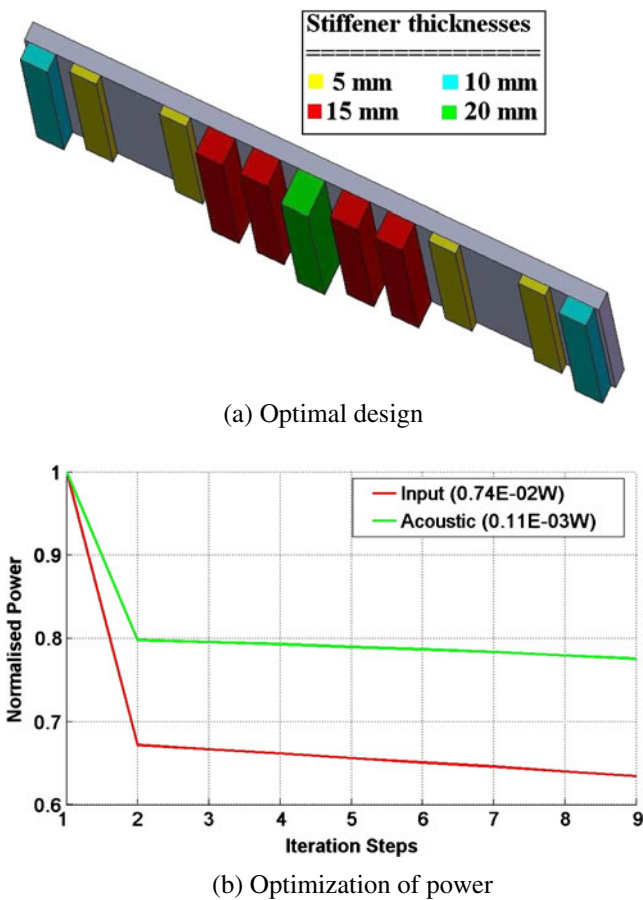 Stiffener thicknesses
================
5 mm 10 mm
15 mm 20 mm
(a) Optimal design
1
0.9
0.8
0.7
0.6
Normalised Power
Input (0.74E-02W)
Acoustic (0.11E-03W)
1 2 3 4 5 6 7 8 9
Iteration Steps
(b) Optimization of power